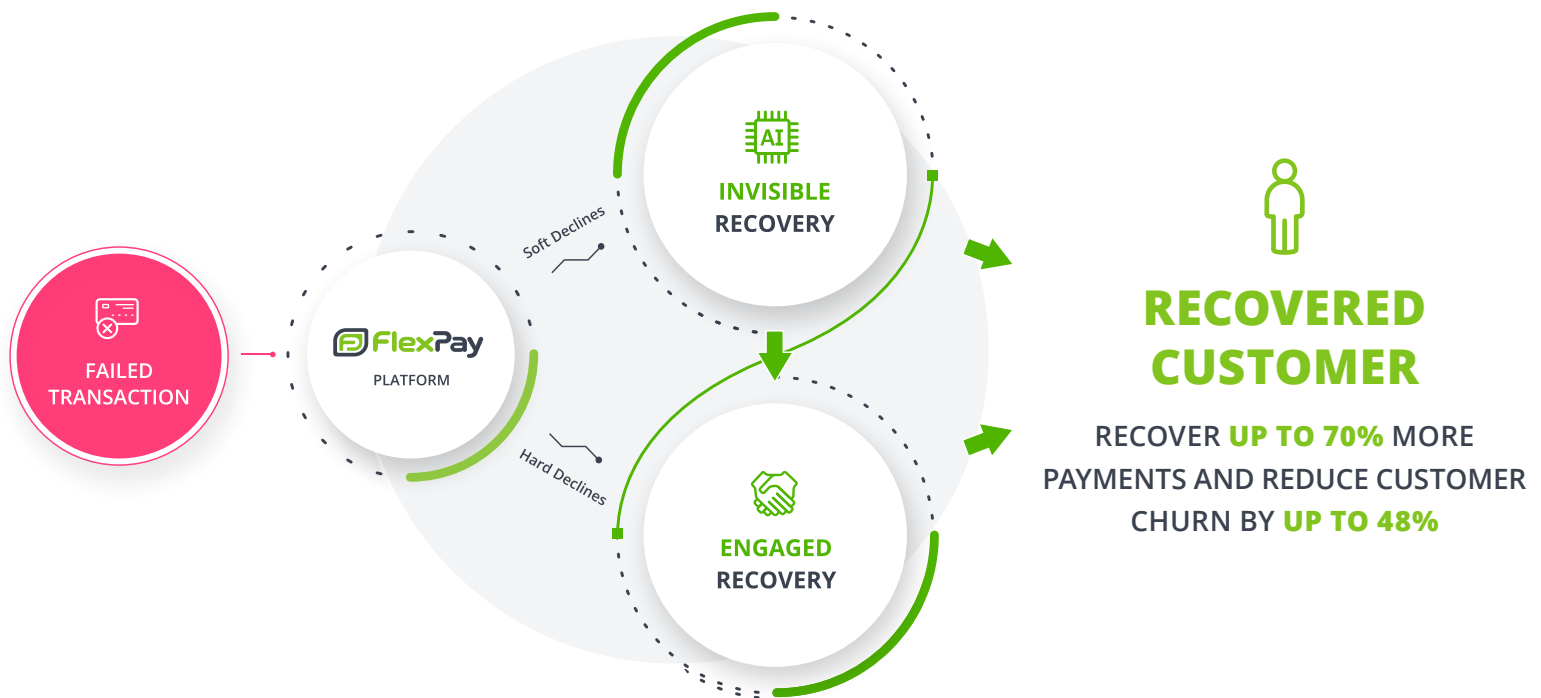 FAILED
TRANSACTION
FlexPay
PLATFORM
Soft Declines
Hard Declines
AI
INVISIBLE
RECOVERY
ENGAGED
RECOVERY
RECOVERED
CUSTOMER
RECOVER UP TO 70% MORE
PAYMENTS AND REDUCE CUSTOMER
CHURN BY UP TO 48%